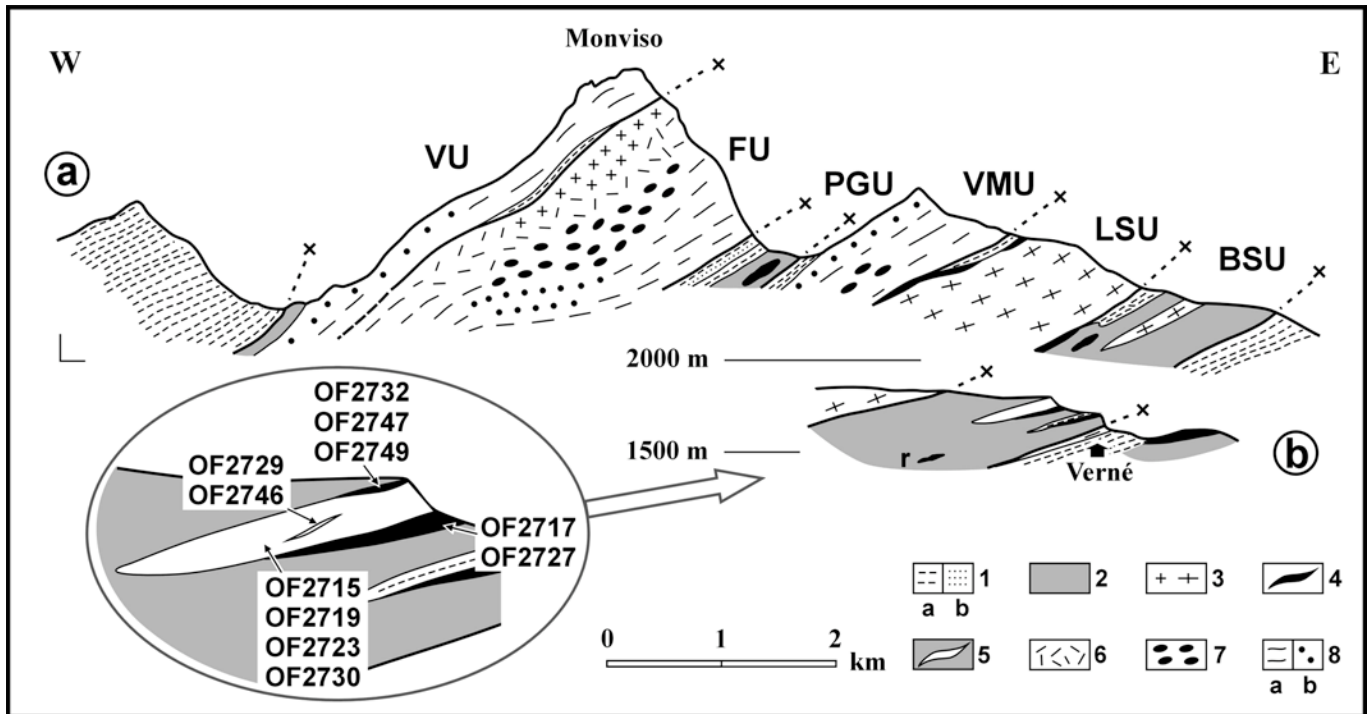 Monviso
W
E
VU
FU
PGU
VMU
LSU
BSU
a
2000 m
1500 m
r
Verné
b
OF2732
OF2747
OF2749
OF2729
OF2746
OF2717
OF2727
OF2715
OF2719
OF2723
OF2730
0 1 2
km
1
a b
2
3
4
5
6
7
8
a b